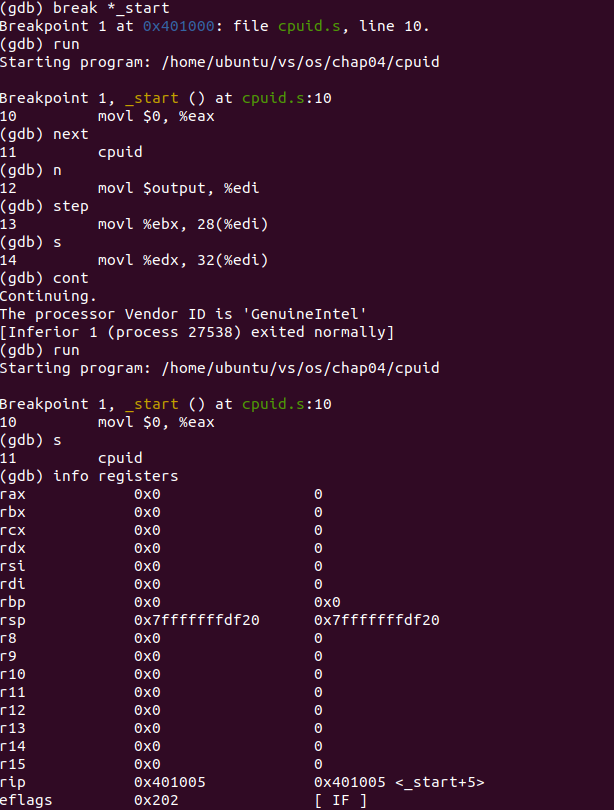 (gdb) break *_start
Breakpoint 1 at 0x401000: file cpuid.s, line 10.
(gdb) run
Starting program: /home/ubuntu/vs/os/chap04/cpuid

Breakpoint 1, _start () at cpuid.s:10
10         movl $0, %eax
(gdb) next
11         cpuid
(gdb) n
12         movl $output, %edi
(gdb) step
13         movl %ebx, 28(%edi)
(gdb) s
14         movl %edx, 32(%edi)
(gdb) cont
Continuing.
The processor Vendor ID is 'GenuineIntel'
[Inferior 1 (process 27538) exited normally]
(gdb) run
Starting program: /home/ubuntu/vs/os/chap04/cpuid

Breakpoint 1, _start () at cpuid.s:10
10         movl $0, %eax
(gdb) s
11         cpuid
(gdb) info registers
rax            0x0                 0
rbx            0x0                 0
rcx            0x0                 0
rdx            0x0                 0
rsi            0x0                 0
rdi            0x0                 0
rbp            0x0                 0x0
rsp            0x7fffffffdf20      0x7fffffffdf20
r8             0x0                 0
r9             0x0                 0
r10            0x0                 0
r11            0x0                 0
r12            0x0                 0
r13            0x0                 0
r14            0x0                 0
r15            0x0                 0
rip            0x401005            0x401005 <_start+5>
eflags         0x202               [ IF ]